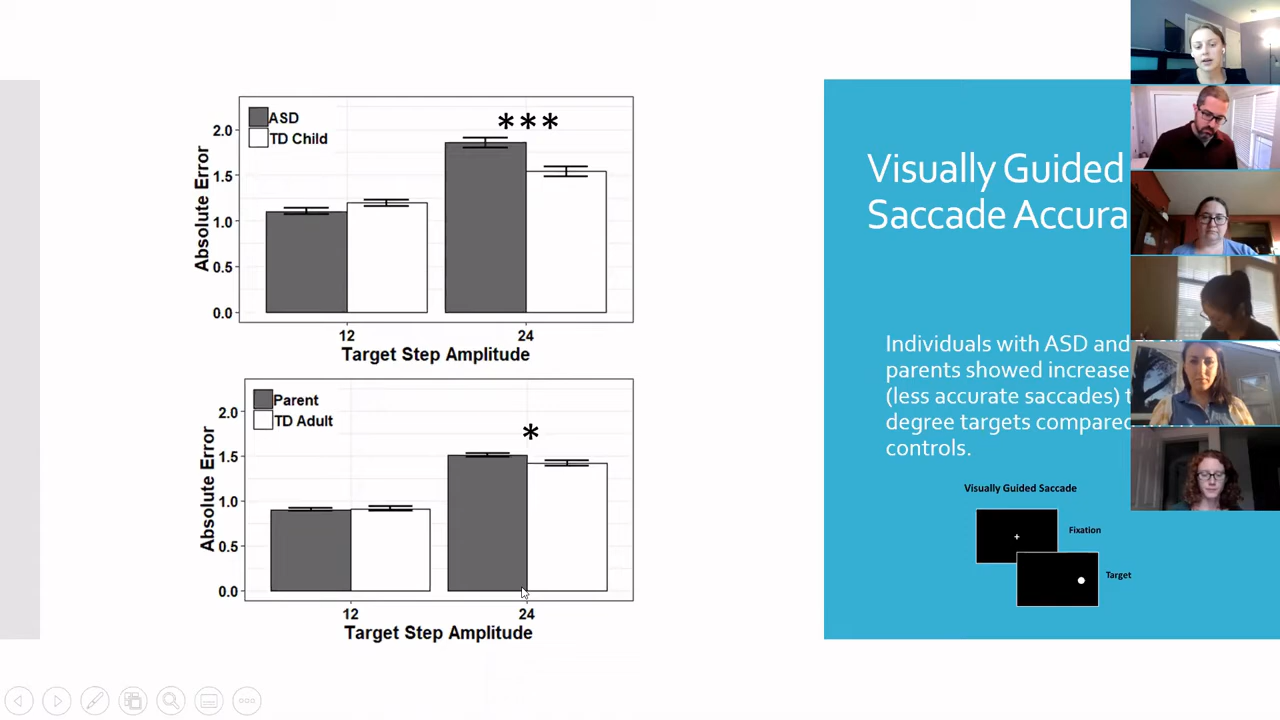 ASD
TD Child
***
2.0
1.5
1.0
0.5
0.0
Absolute Error
12
24
Target Step Amplitude
Parent
TD Adult
*
2.0
1.5
1.0
0.5
0.0
Absolute Error
12
24
Target Step Amplitude
Visually Guided
Saccade Accura
Individuals with ASD and
parents showed increase
(less accurate saccades) t
degree targets compared
controls.
Visually Guided Saccade
Fixation
Target